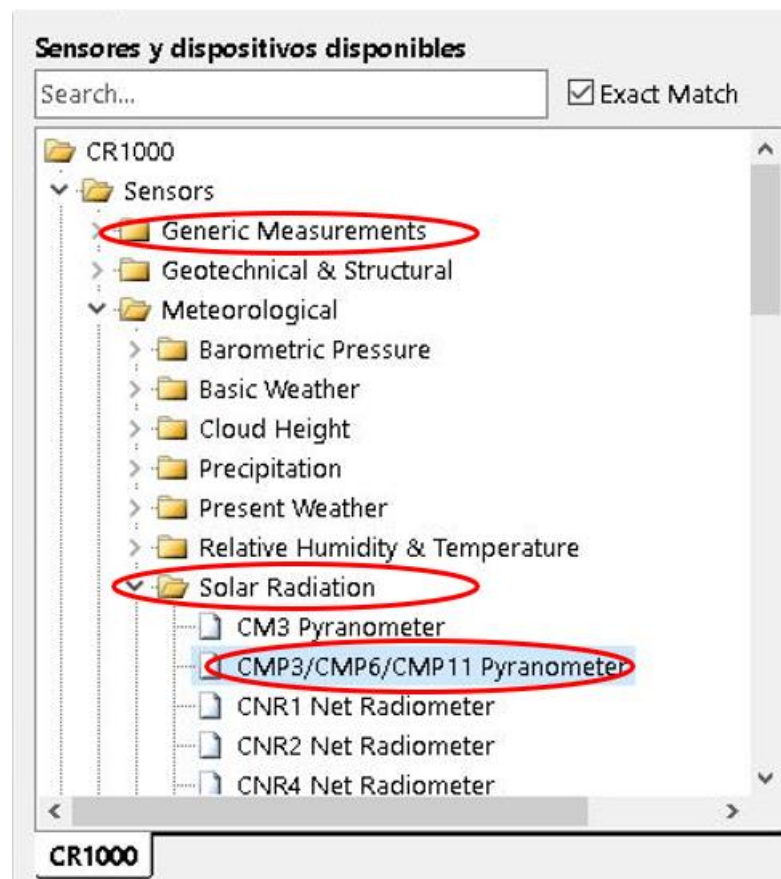 Sensores y dispositivos disponibles
Search... Exact Match
CR1000
Sensors
Generic Measurements
Geotechnical & Structural
Meteorological
Barometric Pressure
Basic Weather
Cloud Height
Precipitation
Present Weather
Relative Humidity & Temperature
Solar Radiation
CM3 Pyranometer
CMP3/CMP6/CMP11 Pyranometer
CNR1 Net Radiometer
CNR2 Net Radiometer
CNR4 Net Radiometer
CR1000